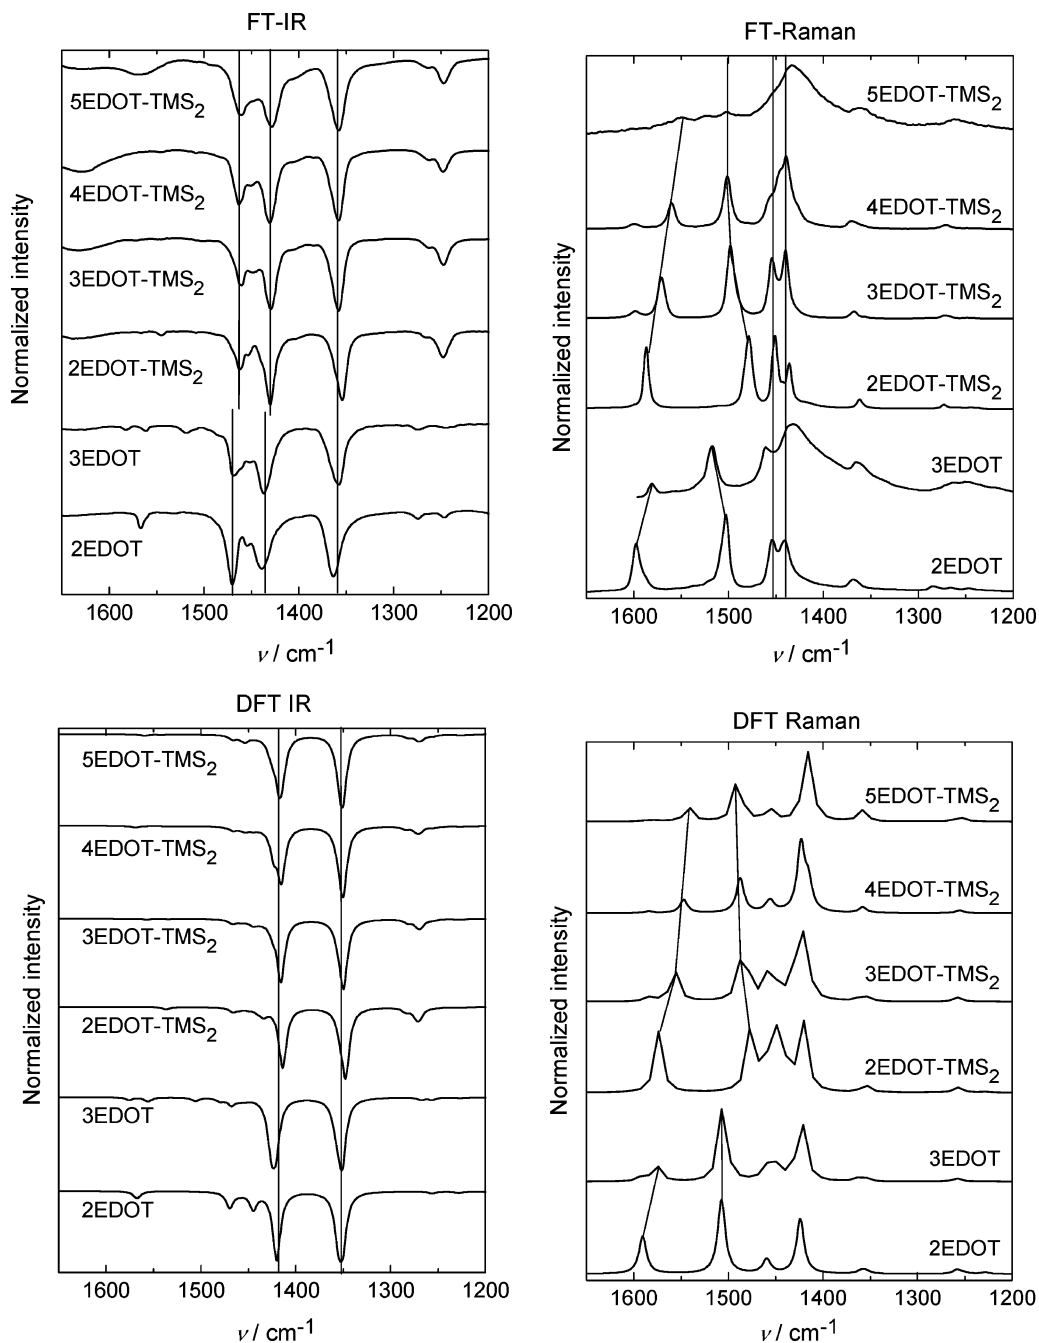 FT-IR
Normalized intensity
5EDOT-TMS2
4EDOT-TMS2
3EDOT-TMS2
2EDOT-TMS2
3EDOT
2EDOT
1600 1500 1400 1300 1200
ν / cm-1
FT-Raman
Normalized intensity
5EDOT-TMS2
4EDOT-TMS2
3EDOT-TMS2
2EDOT-TMS2
3EDOT
2EDOT
1600 1500 1400 1300 1200
ν / cm-1
DFT IR
Normalized intensity
5EDOT-TMS2
4EDOT-TMS2
3EDOT-TMS2
2EDOT-TMS2
3EDOT
2EDOT
1600 1500 1400 1300 1200
ν / cm-1
DFT Raman
Normalized intensity
5EDOT-TMS2
4EDOT-TMS2
3EDOT-TMS2
2EDOT-TMS2
3EDOT
2EDOT
1600 1500 1400 1300 1200
ν / cm-1